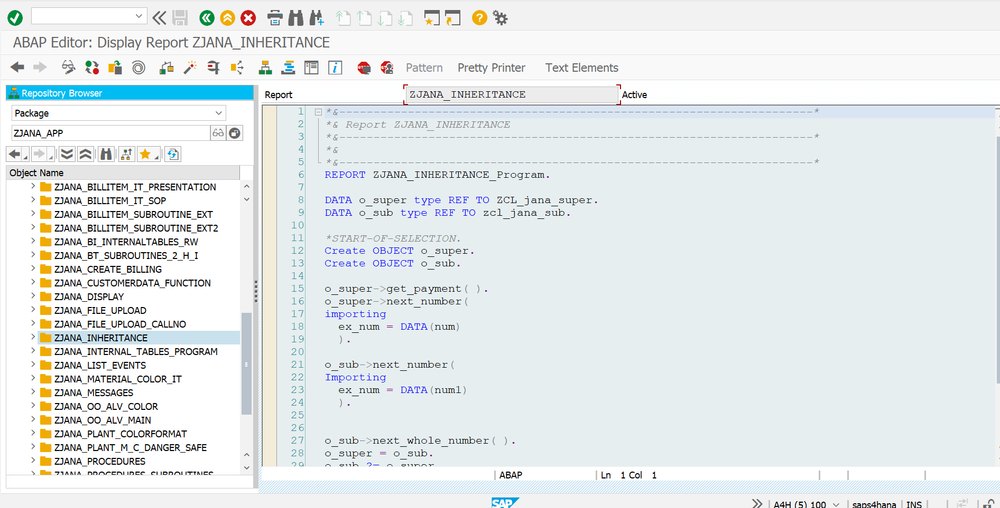 ABAP Editor: Display Report ZJANA_INHERITANCE
Pattern Pretty Printer Text Elements
Repository Browser
Package
ZJANA_APP
Object Name
ZJANA_BILLITEM_IT_PRESENTATION
ZJANA_BILLITEM_IT_SOP
ZJANA_BILLITEM_SUBROUTINE_EXT
ZJANA_BILLITEM_SUBROUTINE_EXT2
ZJANA_BI_INTERNALTABLES_RW
ZJANA_BT_SUBROUTINES_2_H_I
ZJANA_CREATE_BILLING
ZJANA_CUSTOMERDATA_FUNCTION
ZJANA_DISPLAY
ZJANA_FILE_UPLOAD
ZJANA_FILE_UPLOAD_CALLNO
ZJANA_INHERITANCE
ZJANA_INTERNAL_TABLES_PROGRAM
ZJANA_LIST_EVENTS
ZJANA_MATERIAL_COLOR_IT
ZJANA_MESSAGES
ZJANA_OO_ALV_COLOR
ZJANA_OO_ALV_MAIN
ZJANA_PLANT_COLORFORMAT
ZJANA_PLANT_M_C_DANGER_SAFE
ZJANA_PROCEDURES
ZJANA_PROCEDURES_SUBROUTINES
Report ZJANA_INHERITANCE Active
1 *&---------------------------------------------------------------------*
2 *& Report ZJANA_INHERITANCE
3 *&---------------------------------------------------------------------*
4 *&
5 *&---------------------------------------------------------------------*
6 REPORT ZJANA_INHERITANCE_Program.
7
8 DATA o_super type REF TO ZCL_jana_super.
9 DATA o_sub type REF TO zcl_jana_sub.
10
11 *START-OF-SELECTION.
12 Create OBJECT o_super.
13 Create OBJECT o_sub.
14
15 o_super->get_payment( ).
16 o_super->next_number(
17 importing
18 ex_num = DATA(num)
19 ).
20
21 o_sub->next_number(
22 Importing
23 ex_num = DATA(num1)
24 ).
25
26
27 o_sub->next_whole_number( ).
28 o_super = o_sub.
29 o_sub ?= o_super
ABAP Ln 1 Col 1
SAP A4H (5) 100 saps4hana INS